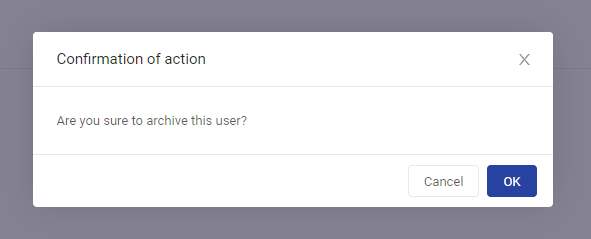 Confirmation of action
Are you sure to archive this user?
Cancel
OK